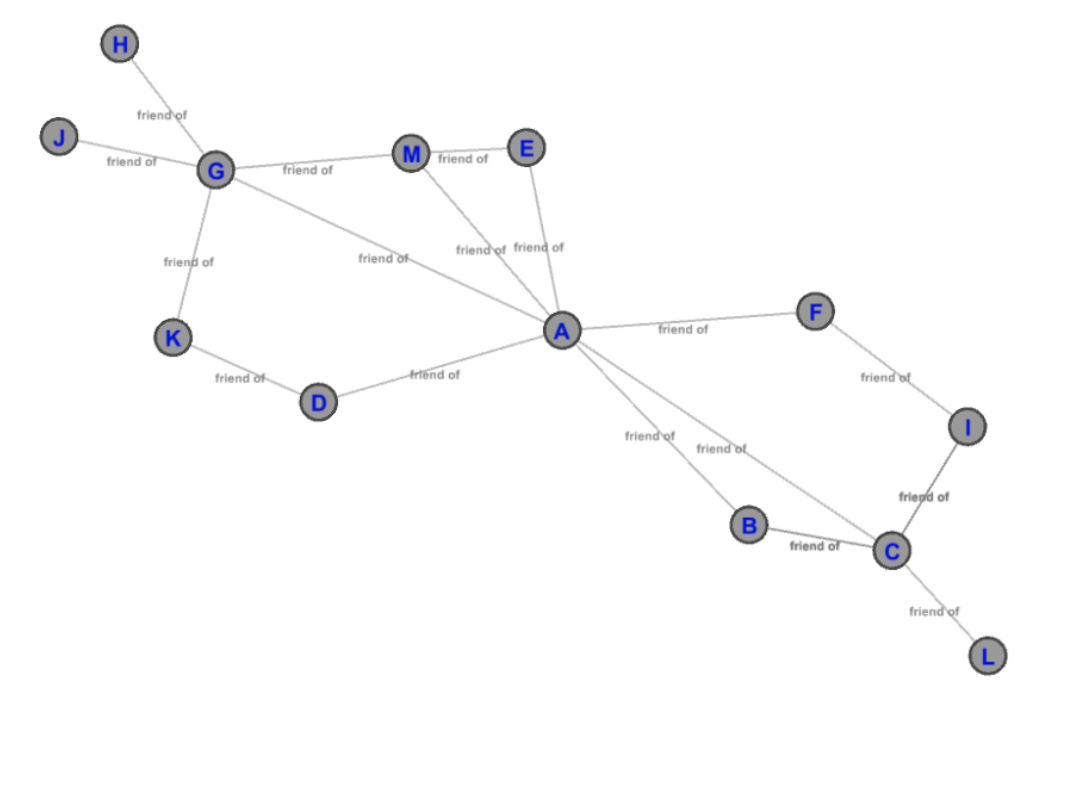 H
friend of
J
friend of
G
friend of
M
friend of
E
friend of
friend of
friend of
friend of
A
friend of
F
K
friend of
D
friend of
friend of
I
friend of
friend of
friend of
B
friend of
C
friend of
L